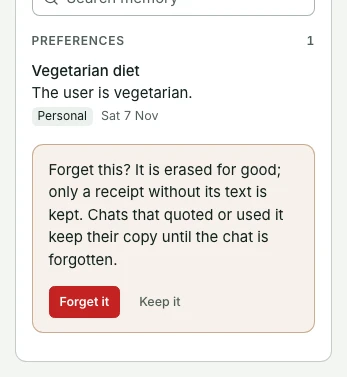 Search memory
PREFERENCES 1
Vegetarian diet
The user is vegetarian.
Personal Sat 7 Nov
Forget this? It is erased for good;
only a receipt without its text is
kept. Chats that quoted or used it
keep their copy until the chat is
forgotten.
Forget it Keep it